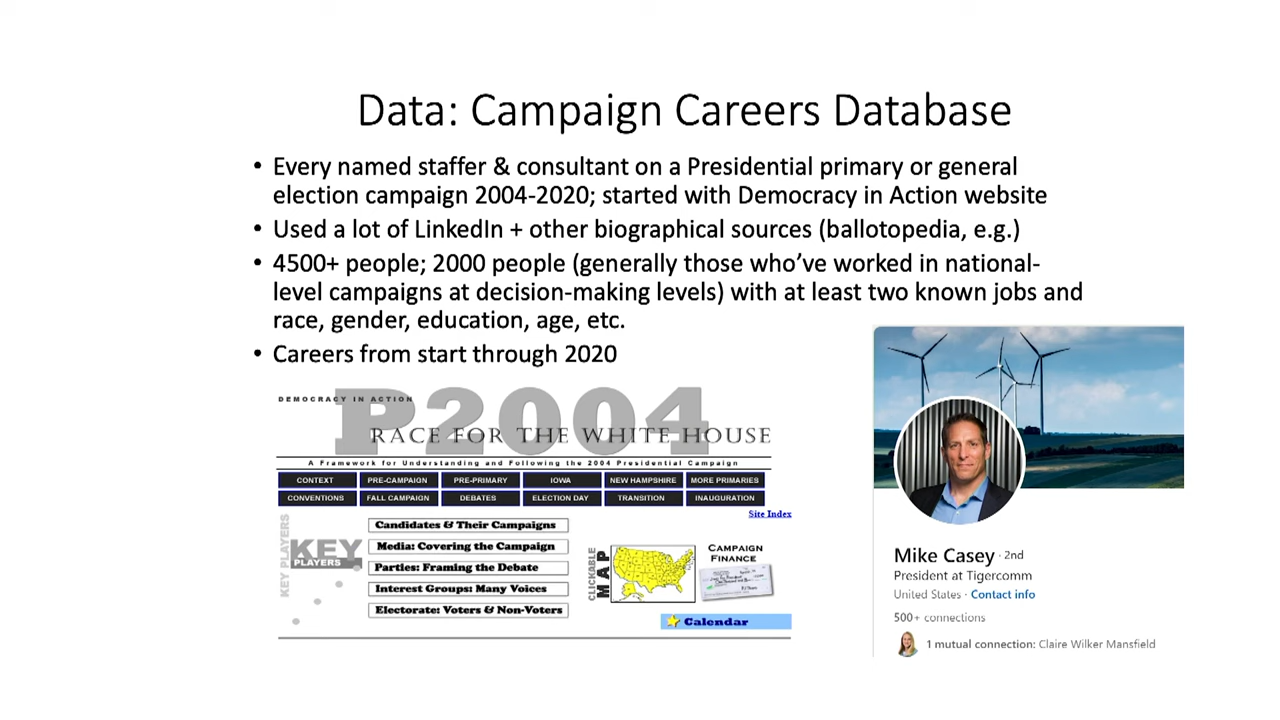 Data: Campaign Careers Database
• Every named staffer & consultant on a Presidential primary or general
election campaign 2004-2020; started with Democracy in Action website
• Used a lot of LinkedIn + other biographical sources (ballotopedia, e.g.)
• 4500+ people; 2000 people (generally those who've worked in national-
level campaigns at decision-making levels) with at least two known jobs and
race, gender, education, age, etc.
• Careers from start through 2020
DEMOCRACY IN ACTION
P2004
RACE FOR THE WHITE HOUSE
A Framework for Understanding and Following the 2004 Presidential Campaign
CONTEXT PRE-CAMPAIGN PRE-PRIMARY IOWA NEW HAMPSHIRE MORE PRIMARIES
CONVENTIONS FALL CAMPAIGN DEBATES ELECTION DAY TRANSITION INAUGURATION
Site Index
KEY PLAYERS
KEY
PLAYERS
Candidates & Their Campaigns
Media: Covering the Campaign
Parties: Framing the Debate
Interest Groups: Many Voices
Electorate: Voters & Non-Voters
CLICKABLE
MAP
CAMPAIGN
FINANCE
Calendar
Mike Casey · 2nd
President at Tigercomm
United States · Contact info
500+ connections
1 mutual connection: Claire Wilker Mansfield